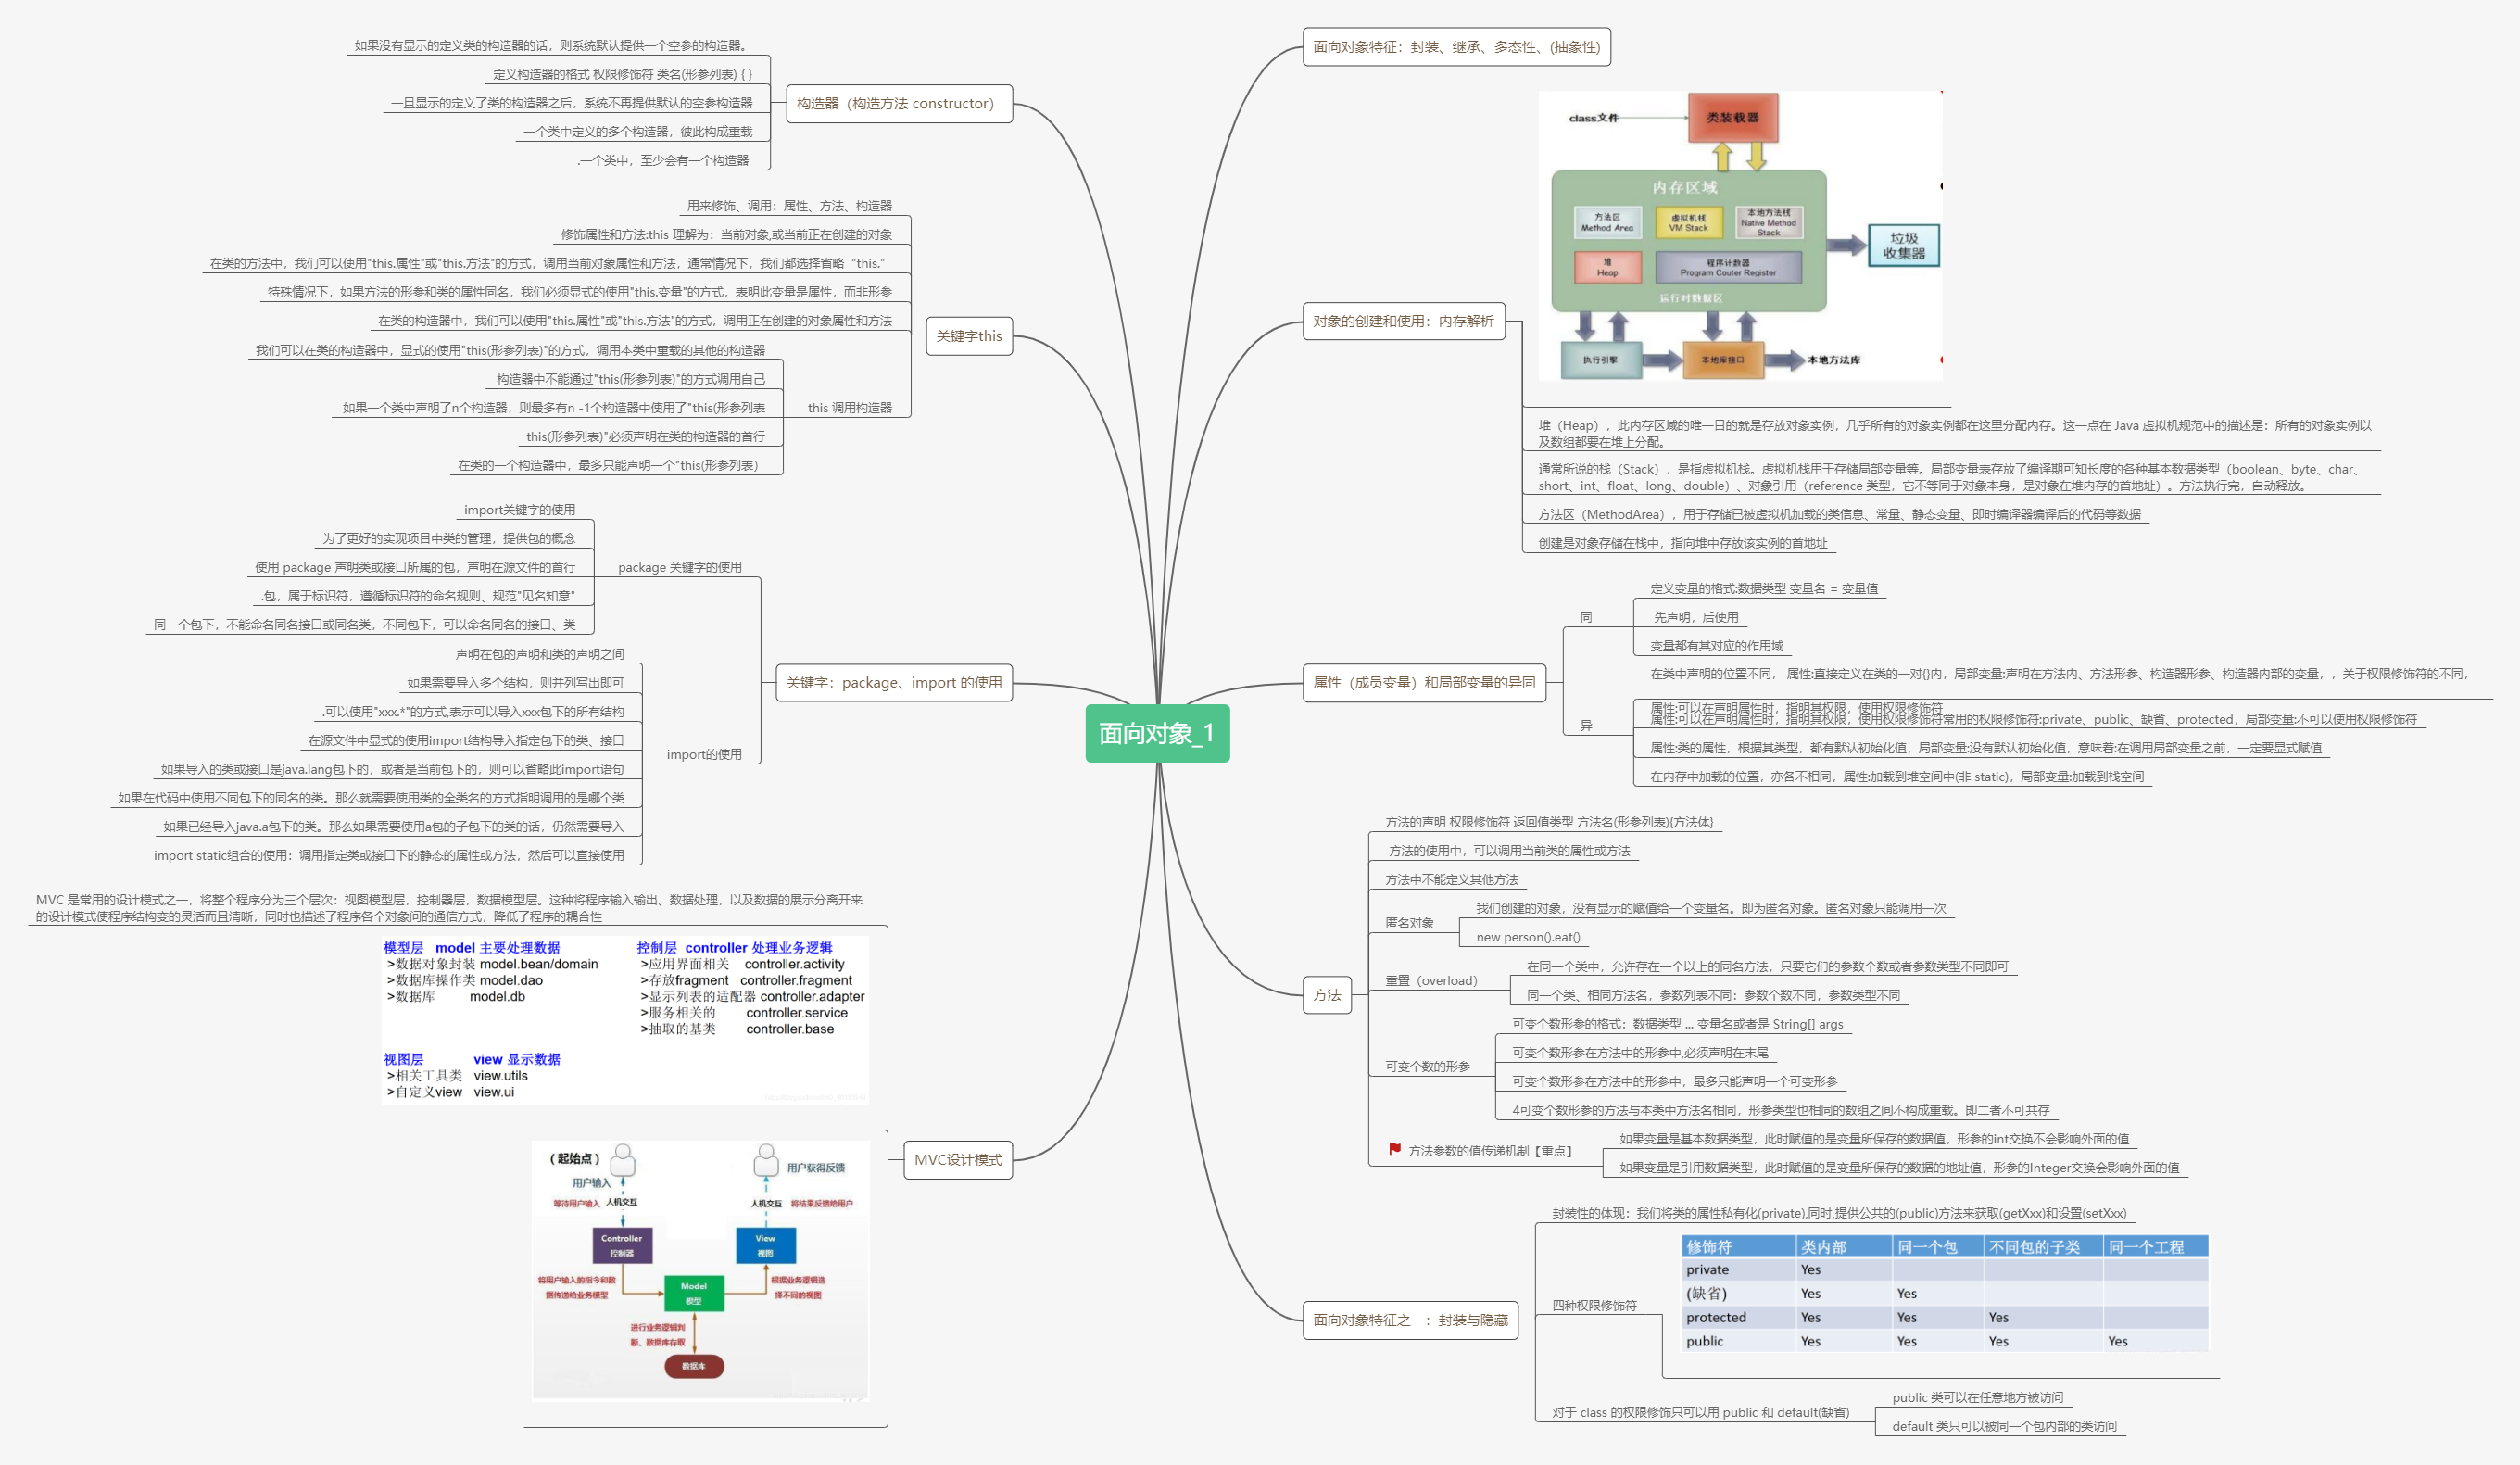 面向对象_1
面向对象特征：封装、继承、多态性、(抽象性)
对象的创建和使用：内存解析
class文件
类装载器
内存区域
方法区
Method Area
虚拟机栈
VM Stack
本地方法栈
Native Method
Stack
堆
Heap
程序计数器
Program Couter Register
运行时数据区
垃圾
收集器
执行引擎
本地库接口
本地方法库
堆（Heap），此内存区域的唯一目的就是存放对象实例，几乎所有的对象实例都在这里分配内存。这一点在 Java 虚拟机规范中的描述是：所有的对象实例以
及数组都要在堆上分配。
通常所说的栈（Stack），是指虚拟机栈。虚拟机栈用于存储局部变量等。局部变量表存放了编译期可知长度的各种基本数据类型（boolean、byte、char、
short、int、float、long、double）、对象引用（reference 类型，它不等同于对象本身，是对象在堆内存的首地址）。方法执行完，自动释放。
方法区（MethodArea），用于存储已被虚拟机加载的类信息、常量、静态变量、即时编译器编译后的代码等数据
创建是对象存储在栈中，指向堆中存放该实例的首地址
属性（成员变量）和局部变量的异同
同
定义变量的格式:数据类型 变量名 = 变量值
先声明，后使用
变量都有其对应的作用域
异
在类中声明的位置不同， 属性:直接定义在类的一对{}内，局部变量:声明在方法内、方法形参、构造器形参、构造器内部的变量，，关于权限修饰符的不同，
属性:可以在声明属性时，指明其权限，使用权限修饰符
属性:可以在声明属性时，指明其权限，使用权限修饰符常用的权限修饰符:private、public、缺省、protected，局部变量:不可以使用权限修饰符
属性:类的属性，根据其类型，都有默认初始化值，局部变量:没有默认初始化值，意味着:在调用局部变量之前，一定要显式赋值
在内存中加载的位置，亦各不相同，属性:加载到堆空间中(非 static)，局部变量:加载到栈空间
方法
方法的声明 权限修饰符 返回值类型 方法名(形参列表){方法体}
方法的使用中，可以调用当前类的属性或方法
方法中不能定义其他方法
匿名对象
我们创建的对象，没有显示的赋值给一个变量名。即为匿名对象。匿名对象只能调用一次
new person().eat()
重置（overload）
在同一个类中，允许存在一个以上的同名方法，只要它们的参数个数或者参数类型不同即可
同一个类、相同方法名，参数列表不同：参数个数不同，参数类型不同
可变个数的形参
可变个数形参的格式：数据类型 ... 变量名或者是 String[] args
可变个数形参在方法中的形参中,必须声明在末尾
可变个数形参在方法中的形参中，最多只能声明一个可变形参
4可变个数形参的方法与本类中方法名相同，形参类型也相同的数组之间不构成重载。即二者不可共存
方法参数的值传递机制【重点】
如果变量是基本数据类型，此时赋值的是变量所保存的数据值，形参的int交换不会影响外面的值
如果变量是引用数据类型，此时赋值的是变量所保存的数据的地址值，形参的Integer交换会影响外面的值
面向对象特征之一：封装与隐藏
封装性的体现：我们将类的属性私有化(private),同时,提供公共的(public)方法来获取(getXxx)和设置(setXxx)
四种权限修饰符
修饰符 类内部 同一个包 不同包的子类 同一个工程
private Yes
(缺省) Yes Yes
protected Yes Yes Yes
public Yes Yes Yes Yes
对于 class 的权限修饰只可以用 public 和 default(缺省)
public 类可以在任意地方被访问
default 类只可以被同一个包内部的类访问
构造器（构造方法 constructor）
如果没有显示的定义类的构造器的话，则系统默认提供一个空参的构造器。
定义构造器的格式 权限修饰符 类名(形参列表) { }
一旦显示的定义了类的构造器之后，系统不再提供默认的空参构造器
一个类中定义的多个构造器，彼此构成重载
.一个类中，至少会有一个构造器
关键字this
用来修饰、调用：属性、方法、构造器
修饰属性和方法:this 理解为：当前对象,或当前正在创建的对象
在类的方法中，我们可以使用"this.属性"或"this.方法"的方式，调用当前对象属性和方法，通常情况下，我们都选择省略“this.”
特殊情况下，如果方法的形参和类的属性同名，我们必须显式的使用"this.变量"的方式，表明此变量是属性，而非形参
在类的构造器中，我们可以使用"this.属性"或"this.方法"的方式，调用正在创建的对象属性和方法
this 调用构造器
我们可以在类的构造器中，显式的使用"this(形参列表)"的方式，调用本类中重载的其他的构造器
构造器中不能通过"this(形参列表)"的方式调用自己
如果一个类中声明了n个构造器，则最多有n -1个构造器中使用了"this(形参列表
this(形参列表)"必须声明在类的构造器的首行
在类的一个构造器中，最多只能声明一个"this(形参列表）
关键字：package、import 的使用
package 关键字的使用
import关键字的使用
为了更好的实现项目中类的管理，提供包的概念
使用 package 声明类或接口所属的包，声明在源文件的首行
.包，属于标识符，遵循标识符的命名规则、规范"见名知意"
同一个包下，不能命名同名接口或同名类，不同包下，可以命名同名的接口、类
import的使用
声明在包的声明和类的声明之间
如果需要导入多个结构，则并列写出即可
.可以使用"xxx.*"的方式,表示可以导入xxx包下的所有结构
在源文件中显式的使用import结构导入指定包下的类、接口
如果导入的类或接口是java.lang包下的，或者是当前包下的，则可以省略此import语句
如果在代码中使用不同包下的同名的类。那么就需要使用类的全类名的方式指明调用的是哪个类
如果已经导入java.a包下的类。那么如果需要使用a包的子包下的类的话，仍然需要导入
import static组合的使用：调用指定类或接口下的静态的属性或方法，然后可以直接使用
MVC设计模式
MVC 是常用的设计模式之一，将整个程序分为三个层次：视图模型层，控制器层，数据模型层。这种将程序输入输出、数据处理，以及数据的展示分离开来
的设计模式使程序结构变的灵活而且清晰，同时也描述了程序各个对象间的通信方式，降低了程序的耦合性
模型层 model 主要处理数据
>数据对象封装 model.bean/domain
>数据库操作类 model.dao
>数据库 model.db
控制层 controller 处理业务逻辑
>应用界面相关 controller.activity
>存放fragment controller.fragment
>显示列表的适配器 controller.adapter
>服务相关的 controller.service
>抽取的基类 controller.base
视图层 view 显示数据
>相关工具类 view.utils
>自定义view view.ui
（起始点）
用户输入
用户获得反馈
等待用户输入
人机交互
人机交互
将结果反馈给用户
Controller
控制器
View
视图
将用户输入的指令和数
据传递给业务模型
Model
模型
根据业务逻辑选
择不同的视图
进行业务逻辑判
断、数据库存取
数据库